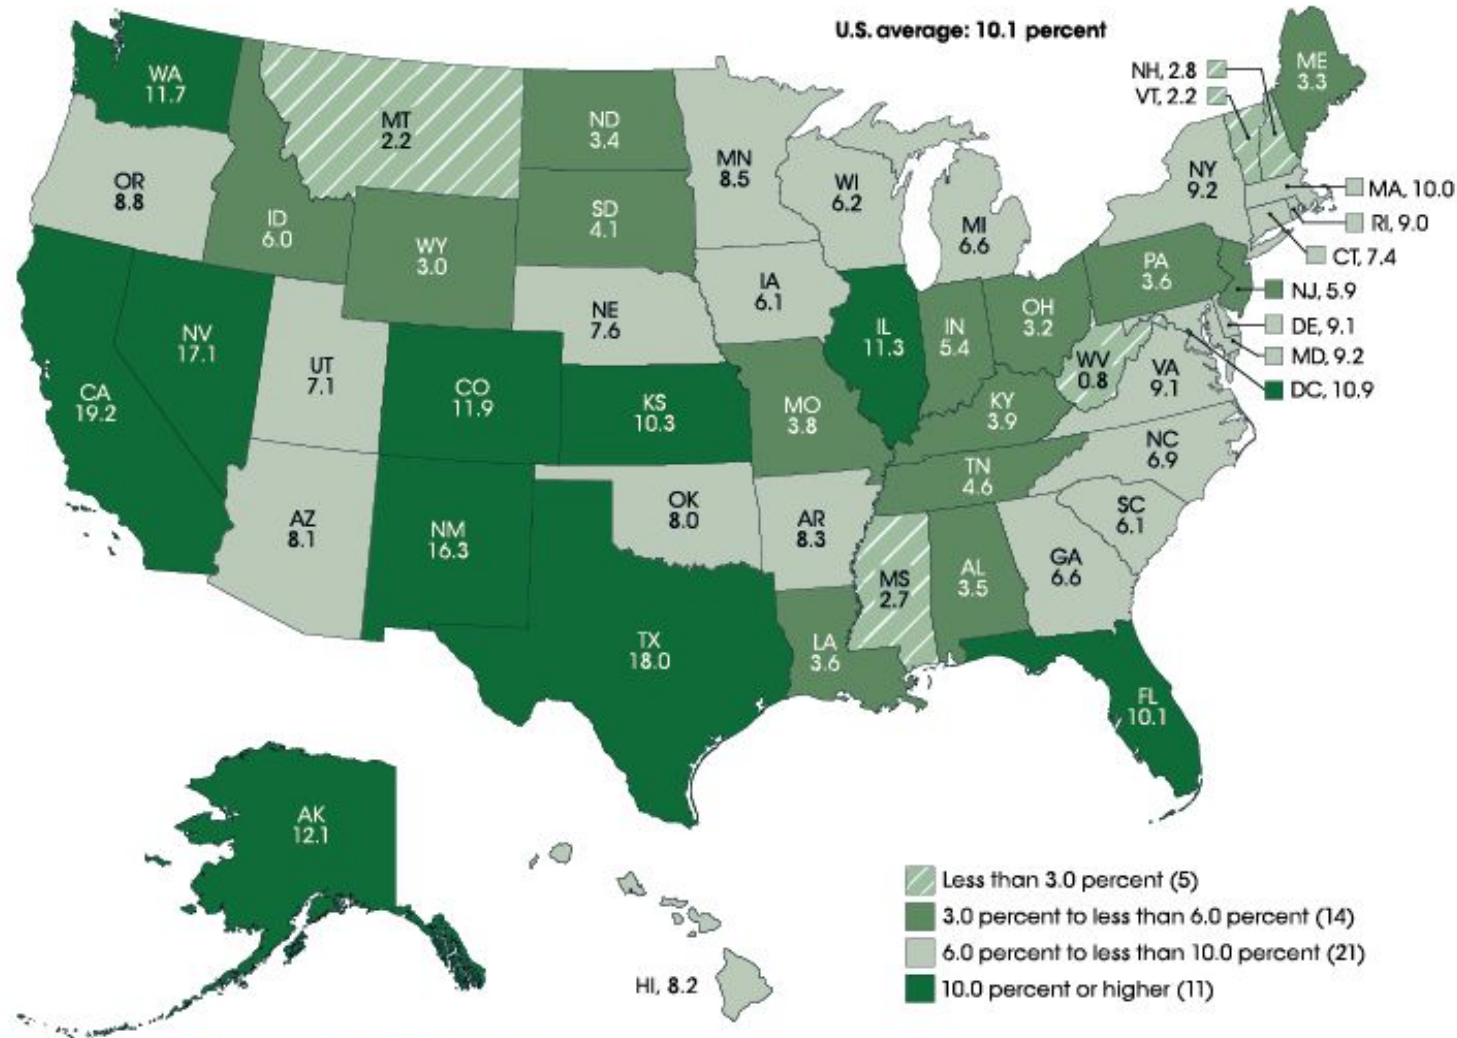 U.S. average: 10.1 percent
WA
11.7
MT
2.2
ND
3.4
MN
8.5
OR
8.8
ID
6.0
WY
3.0
SD
4.1
WI
6.2
MI
6.6
NY
9.2
NH, 2.8
VT, 2.2
ME
3.3
MA, 10.0
RI, 9.0
CT, 7.4
NJ, 5.9
DE, 9.1
MD, 9.2
DC, 10.9
PA
3.6
NE
7.6
IA
6.1
IL
11.3
IN
5.4
OH
3.2
WV
0.8
VA
9.1
NV
17.1
UT
7.1
CA
19.2
CO
11.9
KS
10.3
MO
3.8
KY
3.9
NC
6.9
TN
4.6
SC
6.1
AZ
8.1
NM
16.3
OK
8.0
AR
8.3
MS
2.7
AL
3.5
GA
6.6
TX
18.0
LA
3.6
FL
10.1
AK
12.1
HI, 8.2
Less than 3.0 percent (5)
3.0 percent to less than 6.0 percent (14)
6.0 percent to less than 10.0 percent (21)
10.0 percent or higher (11)